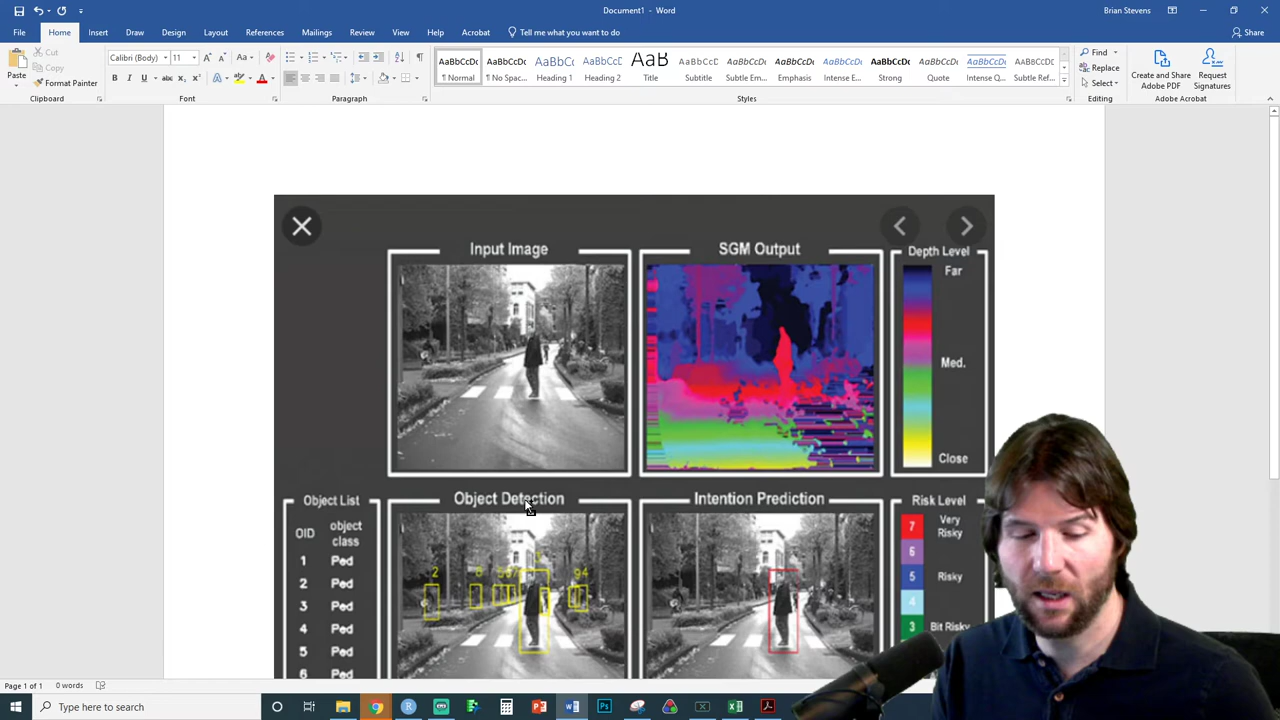 Document1 - Word
Brian Stevens
File Home Insert Draw Design Layout References Mailings Review View Help Acrobat Tell me what you want to do Share
Paste
Cut
Copy
Format Painter
Clipboard
Calibri (Body) 11
Font
Paragraph
AaBbCcDc AaBbCcDc AaBbCc AaBbCcD AaB AaBbCcD AaBbCcDc AaBbCcDc AaBbCcDc AaBbCcDc AaBbCcDc
¶ Normal ¶ No Spac... Heading 1 Heading 2 Title Subtitle Subtle Em... Emphasis Intense E... Strong Quote Intense Q... Subtle Ref...
Styles
Find
Replace
Select
Editing
Create and Share
Adobe PDF
Request
Signatures
Adobe Acrobat
Input Image
SGM Output
Depth Level
Far
Med.
Close
Object List
OID object
class
1 Ped
2 Ped
3 Ped
4 Ped
5 Ped
6 Ped
Object Detection
2
94
Intention Prediction
Risk Level
7 Very
Risky
6
5 Risky
4
3 Bit Risky
Page 1 of 1 0 words
Type here to search